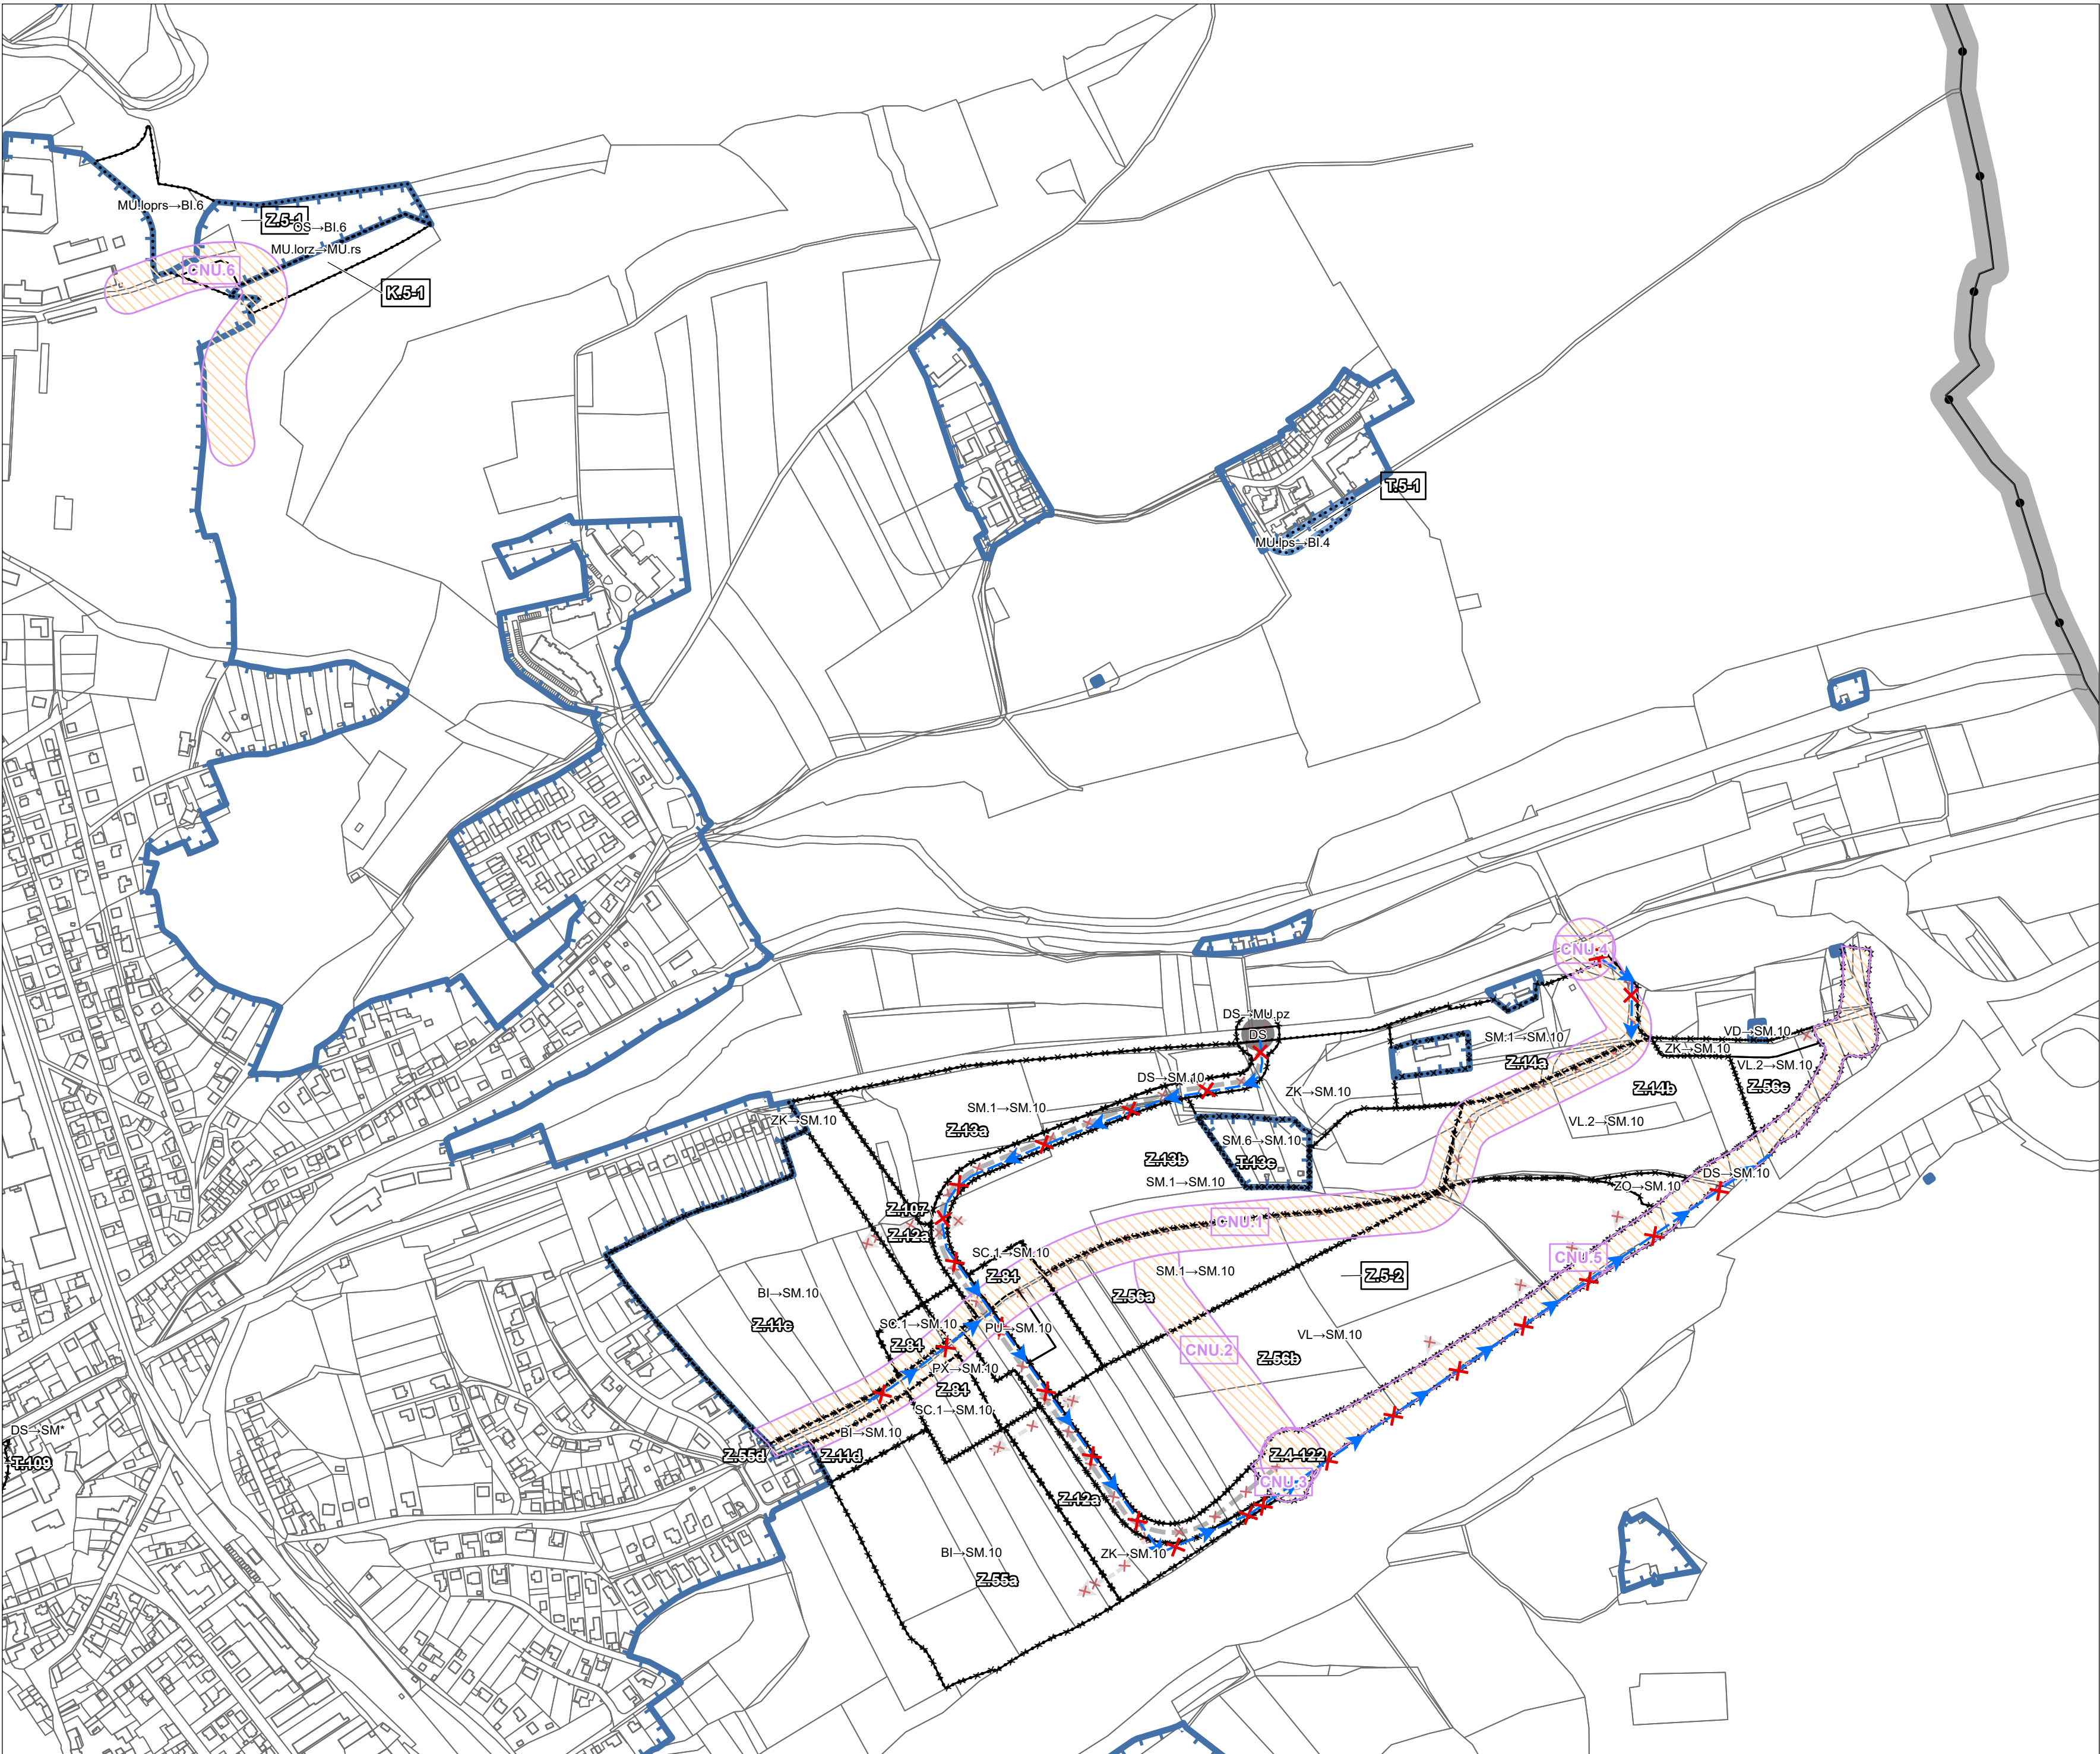 MU.loprs→BI.6
Z.5-1
OS→BI.6
MU.lorz→MU.rs
CNU.6
K.5-1
T.5-1
MU.lps→BI.4
CNU.4
DS→MU.pz
DS
VD→SM.10
SM.1→SM.10
ZK→SM.10
Z.14a
VL.2→SM.10
DS→SM.10
Z.14b
Z.56c
ZK→SM.10
SM.1→SM.10
ZK→SM.10
VL.2→SM.10
Z.13a
SM.6→SM.10
Z.13b
T.13c
DS→SM.10
SM.1→SM.10
ZO→SM.10
Z.107
CNU.1
Z.12a
SC.1→SM.10
CNU.5
SM.1→SM.10
Z.81
Z.5-2
BI→SM.10
Z.56a
SC.1→SM.10
PU→SM.10
Z.11c
VL→SM.10
Z.81
CNU.2
Z.56b
PX→SM.10
Z.81
SC.1→SM.10
DS→SM*
BI→SM.10
Z.55d
Z.11d
Z.4-122
T.109
CNU.3
Z.12a
BI→SM.10
ZK→SM.10
Z.55a